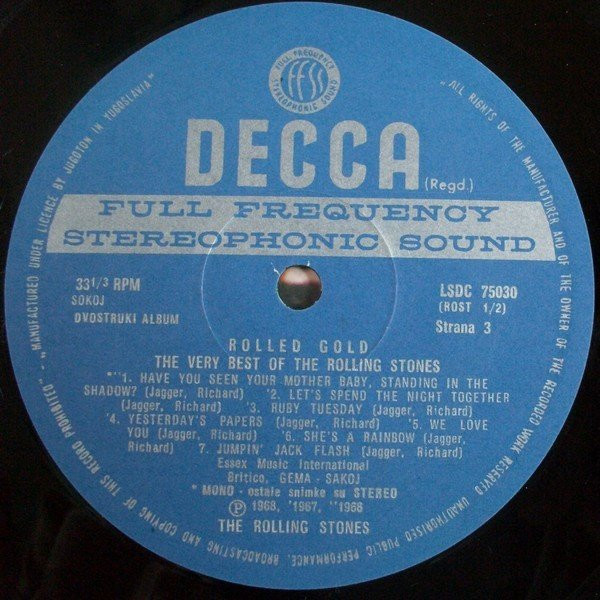 FULL FREQUENCY
FFSS
STEREOPHONIC SOUND
DECCA
(Regd.)
FULL FREQUENCY
STEREOPHONIC SOUND
33 1/3 RPM
SOKOJ
DVOSTRUKI ALBUM
LSDC 75030
(ROST 1/2)
Strana 3
ROLLED GOLD
THE VERY BEST OF THE ROLLING STONES
"'1. HAVE YOU SEEN YOUR MOTHER BABY, STANDING IN THE
SHADOW? (Jagger, Richard) '2. LET'S SPEND THE NIGHT TOGETHER
(Jagger, Richard) '3. RUBY TUESDAY (Jagger, Richard)
'4. YESTERDAY'S PAPERS (Jagger, Richard) '5. WE LOVE
YOU (Jagger, Richard) '6. SHE'S A RAINBOW (Jagger,
Richard) '7. JUMPIN' JACK FLASH (Jagger, Richard)
Essex Music International
Britico, GEMA - SAKOJ
"MONO - ostale snimke su STEREO
Ⓟ 1968, '1967, ''1966
THE ROLLING STONES
"MANUFACTURED UNDER LICENCE BY JUGOTON IN YUGOSLAVIA"
"ALL RIGHTS OF THE MANUFACTURER AND OF THE OWNER OF THE RECORDED WORK RESERVED UNAUTHORISED PUBLIC PERFORMANCE, BROADCASTING AND COPYING OF THIS RECORD PROHIBITED"